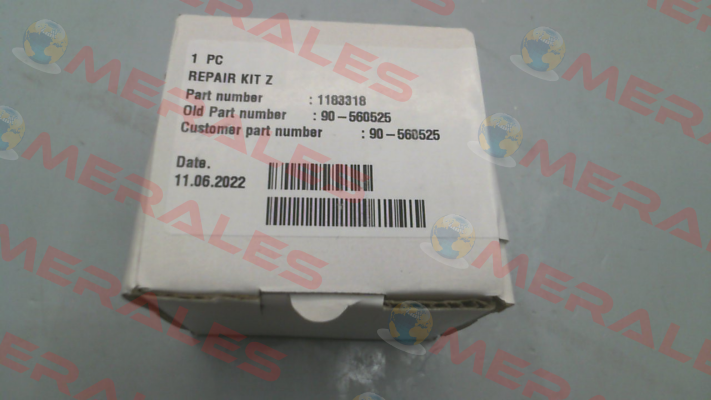 1 PC
REPAIR KIT Z
Part number : 1183318
Old Part number : 90-560525
Customer part number : 90-560525
Date.
11.06.2022
MERALES
MERALES
MERALES
MERALES
MERALES